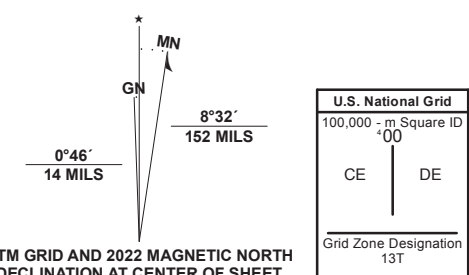 ★
MN
GN
8°32´
152 MILS
0°46´
14 MILS
TM GRID AND 2022 MAGNETIC NORTH
DECLINATION AT CENTER OF SHEET
U.S. National Grid
100,000 - m Square ID
⁴00
CE DE
Grid Zone Designation
13T